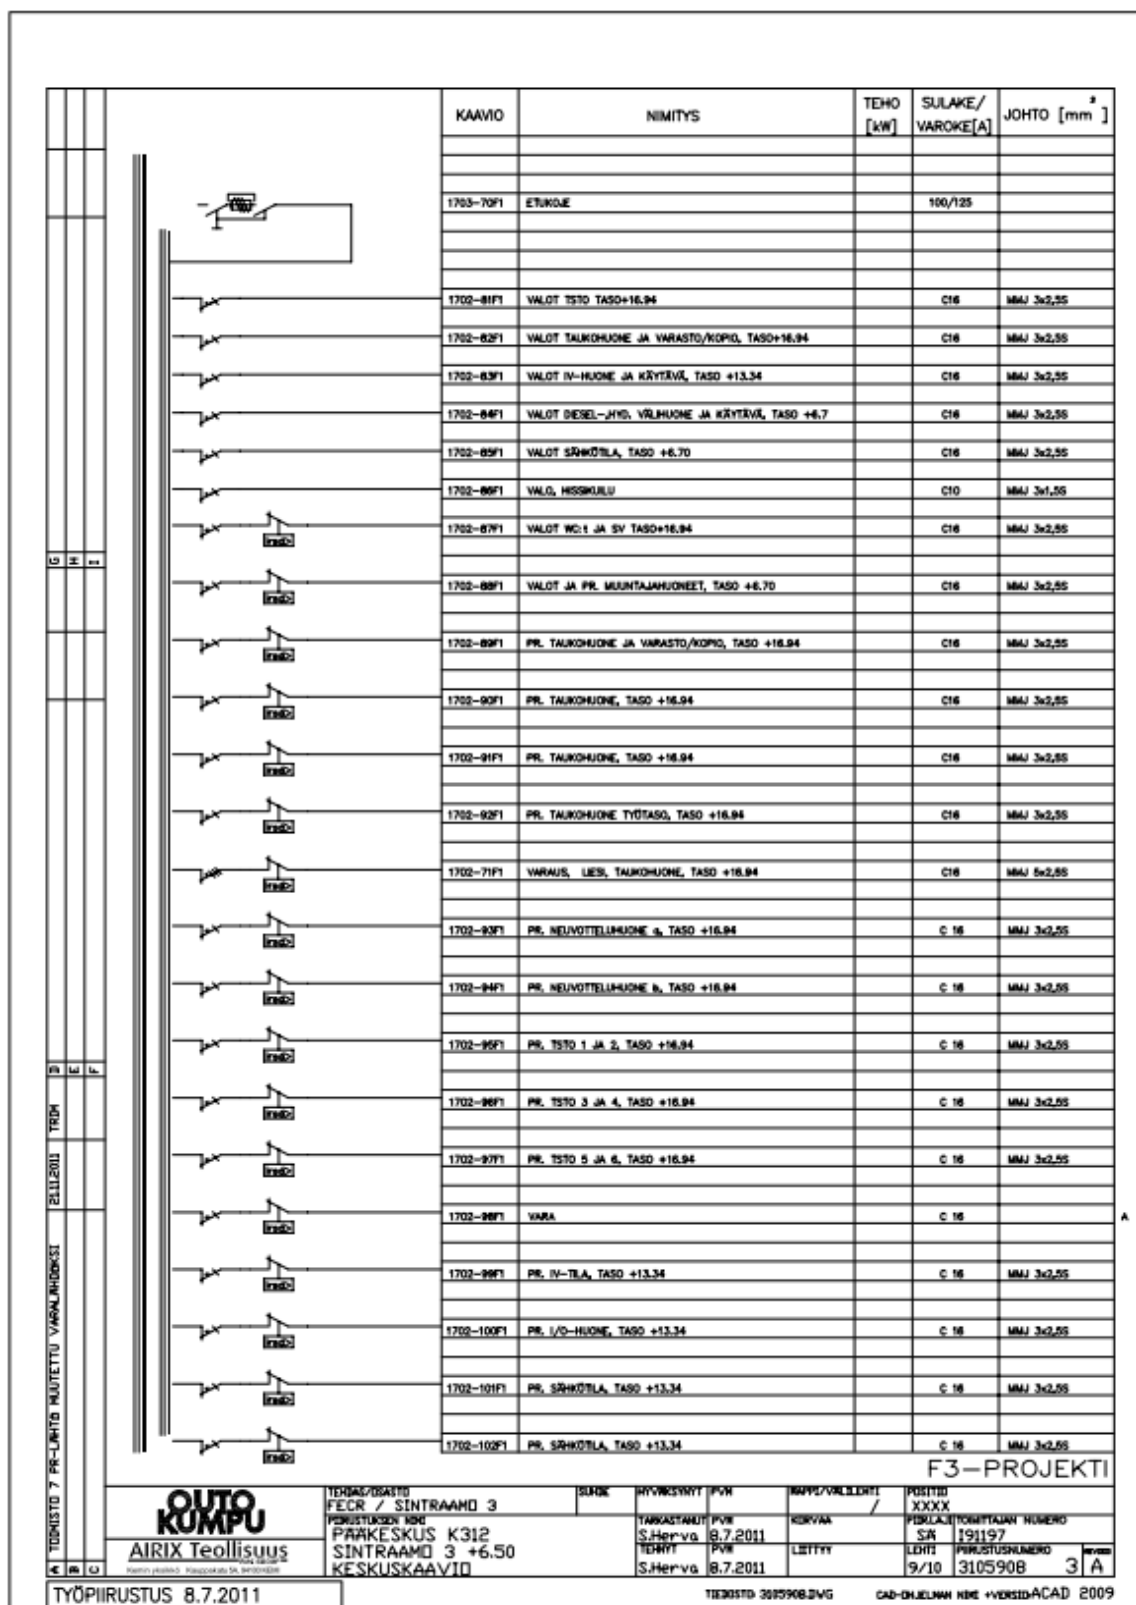 KAAVIO NIMITYS TEHO [kW] SULAKE/ VAROKE[A] JOHTO [mm²]
1703-70F1 ETUKOJE 100/125
1702-81F1 VALOT TSTO TASO+16.94 C16 MMJ 3x2,5S
1702-82F1 VALOT TAUKOHUONE JA VARASTO/KOPIO, TASO+16.94 C16 MMJ 3x2,5S
1702-83F1 VALOT IV-HUONE JA KÄYTÄVÄ, TASO +13.34 C16 MMJ 3x2,5S
1702-84F1 VALOT DIESEL-,HYD. VÄLIHUONE JA KÄYTÄVÄ, TASO +6.7 C16 MMJ 3x2,5S
1702-85F1 VALOT SÄHKÖTILA, TASO +6.70 C16 MMJ 3x2,5S
1702-86F1 VALO, HISSIKUILU C10 MMJ 3x1,5S
1702-87F1 VALOT WC:t JA SV TASO+16.94 C16 MMJ 3x2,5S
1702-88F1 VALOT JA PR. MUUNTAJAHUONEET, TASO +6.70 C16 MMJ 3x2,5S
1702-89F1 PR. TAUKOHUONE JA VARASTO/KOPIO, TASO +16.94 C16 MMJ 3x2,5S
1702-90F1 PR. TAUKOHUONE, TASO +16.94 C16 MMJ 3x2,5S
1702-91F1 PR. TAUKOHUONE, TASO +16.94 C16 MMJ 3x2,5S
1702-92F1 PR. TAUKOHUONE TYÖTASO, TASO +16.94 C16 MMJ 3x2,5S
1702-71F1 VARAUS, LIESI, TAUKOHUONE, TASO +16.94 C16 MMJ 5x2,5S
1702-93F1 PR. NEUVOTTELUHUONE a, TASO +16.94 C 16 MMJ 3x2,5S
1702-94F1 PR. NEUVOTTELUHUONE b, TASO +16.94 C 16 MMJ 3x2,5S
1702-95F1 PR. TSTO 1 JA 2, TASO +16.94 C 16 MMJ 3x2,5S
1702-96F1 PR. TSTO 3 JA 4, TASO +16.94 C 16 MMJ 3x2,5S
1702-97F1 PR. TSTO 5 JA 6, TASO +16.94 C 16 MMJ 3x2,5S
1702-98F1 VARA C 16 A
1702-99F1 PR. IV-TILA, TASO +13.34 C 16 MMJ 3x2,5S
1702-100F1 PR. I/O-HUONE, TASO +13.34 C 16 MMJ 3x2,5S
1702-101F1 PR. SÄHKÖTILA, TASO +13.34 C 16 MMJ 3x2,5S
1702-102F1 PR. SÄHKÖTILA, TASO +13.34 C 16 MMJ 3x2,5S
G H I
D E F
A TOIMISTO 7 PR-LÄHTÖ MUUTETTU VARALÄHDÖKSI 21.11.2011 TRIM
B
C
F3-PROJEKTI
OUTO
KUMPU
AIRIX Teollisuus
TEHDAS/OSASTO
FECR / SINTRAAMO 3
PIIRUSTUKSEN NIMI
PÄÄKESKUS K312
SINTRAAMO 3 +6.50
KESKUSKAAVIO
SUHDE HYVÄKSYNYT PVM
TARKASTANUT PVM
S.Herva 8.7.2011
TEHNYT PVM
S.Herva 8.7.2011
MAPPI/VÄLILEHTI
/
KORVAA
LIITTYY
POSITIO
XXXX
PIIR.LAJI TOIMITTAJAN NUMERO
SÄ I91197
LEHTI PIIRUSTUSNUMERO
9/10 3105908 3 A
TYÖPIIRUSTUS 8.7.2011
TIEDOSTO 3105908.DWG
CAD-OHJELMAN NIMI +VERSIO ACAD 2009